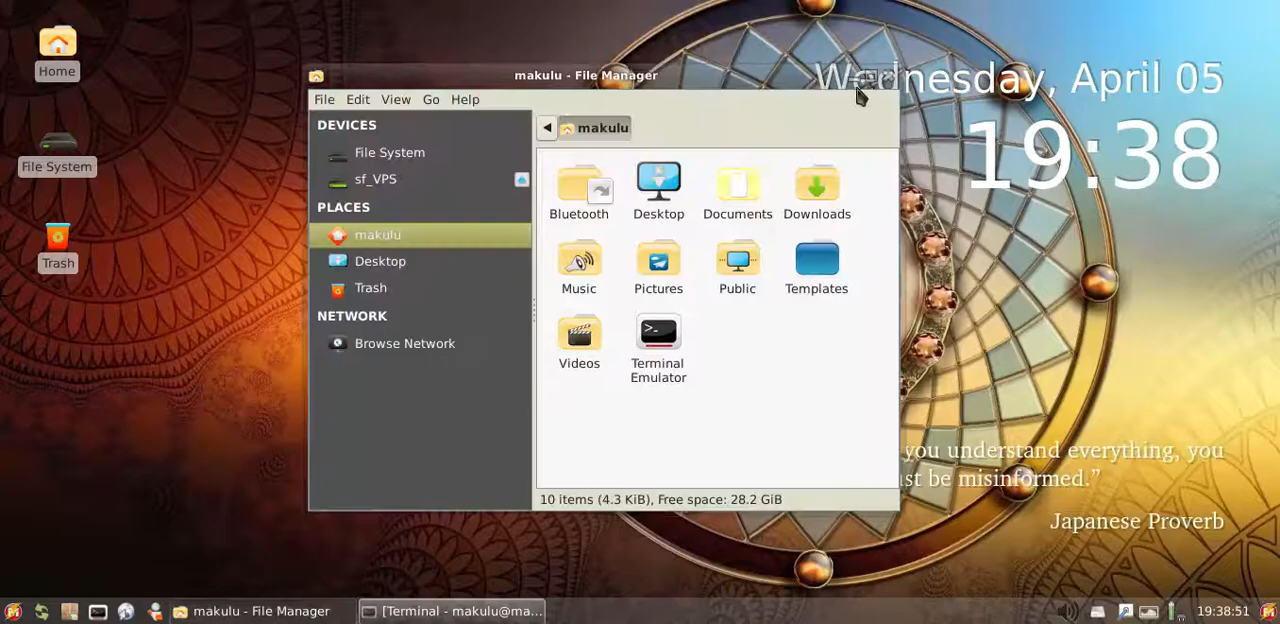 Home
File System
Trash
makulu - File Manager
File Edit View Go Help
DEVICES
File System
sf_VPS
PLACES
makulu
Desktop
Trash
NETWORK
Browse Network
makulu
Bluetooth Desktop Documents Downloads
Music Pictures Public Templates
Videos Terminal
Emulator
10 items (4.3 KiB), Free space: 28.2 GiB
Wednesday, April 05
19:38
you understand everything, you
be misinformed.”
Japanese Proverb
makulu - File Manager
[Terminal - makulu@ma...
19:38:51